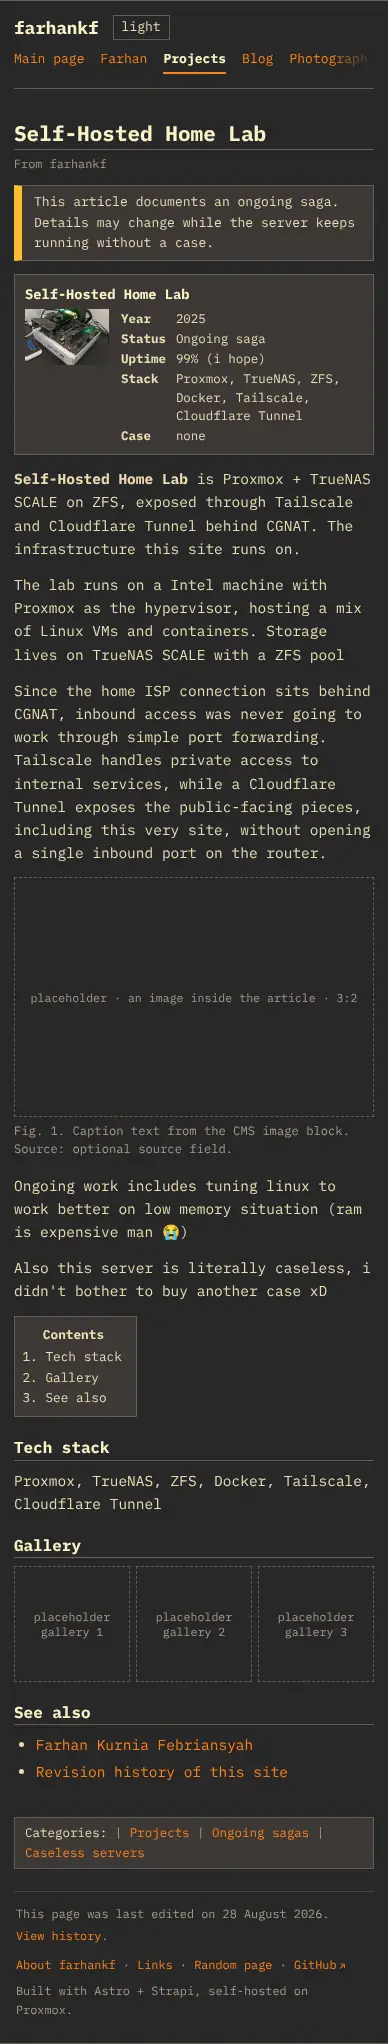 farhankf light
Main page Farhan Projects Blog Photograph
Self-Hosted Home Lab
From farhankf
This article documents an ongoing saga.
Details may change while the server keeps
running without a case.
Self-Hosted Home Lab
Year 2025
Status Ongoing saga
Uptime 99% (i hope)
Stack Proxmox, TrueNAS, ZFS,
Docker, Tailscale,
Cloudflare Tunnel
Case none
Self-Hosted Home Lab is Proxmox + TrueNAS
SCALE on ZFS, exposed through Tailscale
and Cloudflare Tunnel behind CGNAT. The
infrastructure this site runs on.
The lab runs on a Intel machine with
Proxmox as the hypervisor, hosting a mix
of Linux VMs and containers. Storage
lives on TrueNAS SCALE with a ZFS pool
Since the home ISP connection sits behind
CGNAT, inbound access was never going to
work through simple port forwarding.
Tailscale handles private access to
internal services, while a Cloudflare
Tunnel exposes the public-facing pieces,
including this very site, without opening
a single inbound port on the router.
placeholder · an image inside the article · 3:2
Fig. 1. Caption text from the CMS image block.
Source: optional source field.
Ongoing work includes tuning linux to
work better on low memory situation (ram
is expensive man 😭)
Also this server is literally caseless, i
didn't bother to buy another case xD
Contents
1. Tech stack
2. Gallery
3. See also
Tech stack
Proxmox, TrueNAS, ZFS, Docker, Tailscale,
Cloudflare Tunnel
Gallery
placeholder gallery 1
placeholder gallery 2
placeholder gallery 3
See also
• Farhan Kurnia Febriansyah
• Revision history of this site
Categories: | Projects | Ongoing sagas |
Caseless servers
This page was last edited on 28 August 2026.
View history.
About farhankf · Links · Random page · GitHub↗
Built with Astro + Strapi, self-hosted on
Proxmox.